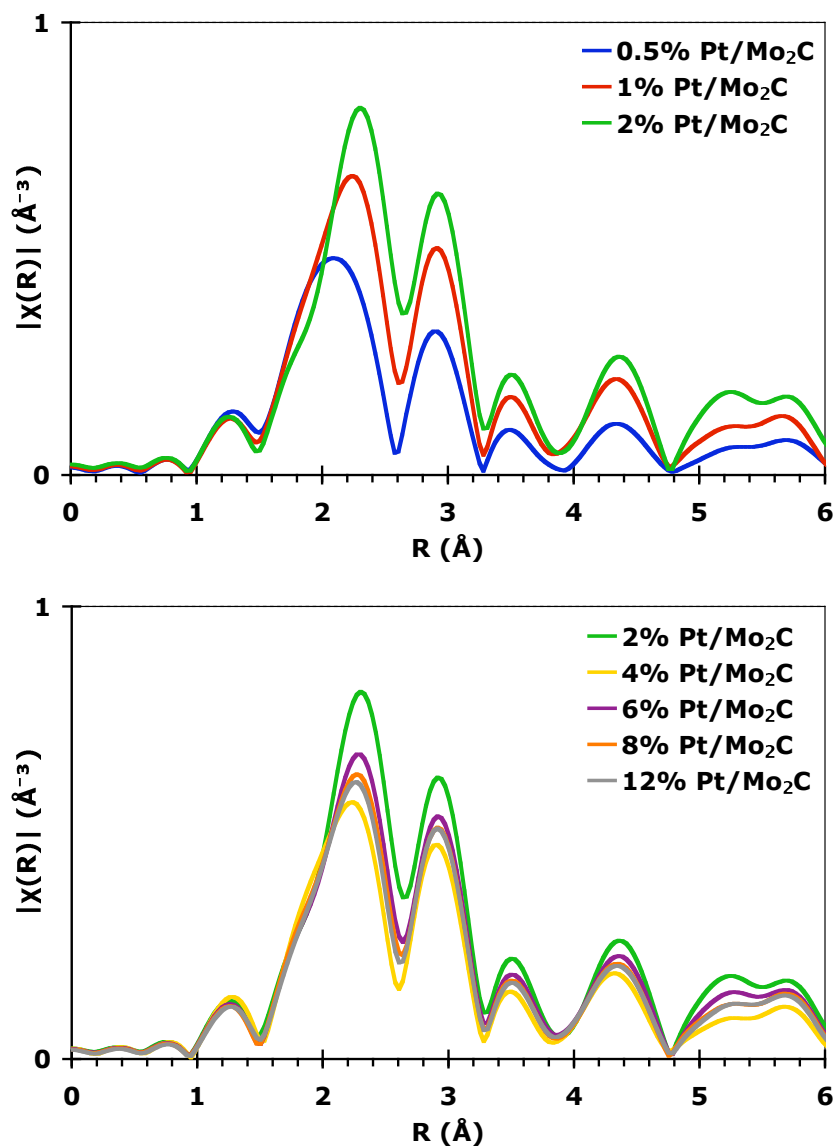 1
0.5% Pt/Mo₂C
1% Pt/Mo₂C
2% Pt/Mo₂C
|χ(R)| (Å⁻³)
0
0 1 2 3 4 5 6
R (Å)
1
2% Pt/Mo₂C
4% Pt/Mo₂C
6% Pt/Mo₂C
8% Pt/Mo₂C
12% Pt/Mo₂C
|χ(R)| (Å⁻³)
0
0 1 2 3 4 5 6
R (Å)